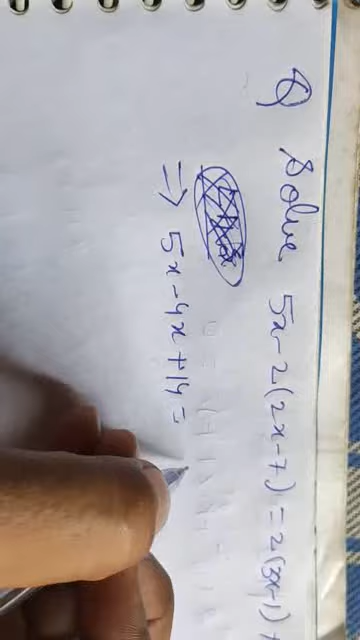 Q Solve 5x-2(2x-7)=2(3x-1)+
⇒ 5x-4x+14=